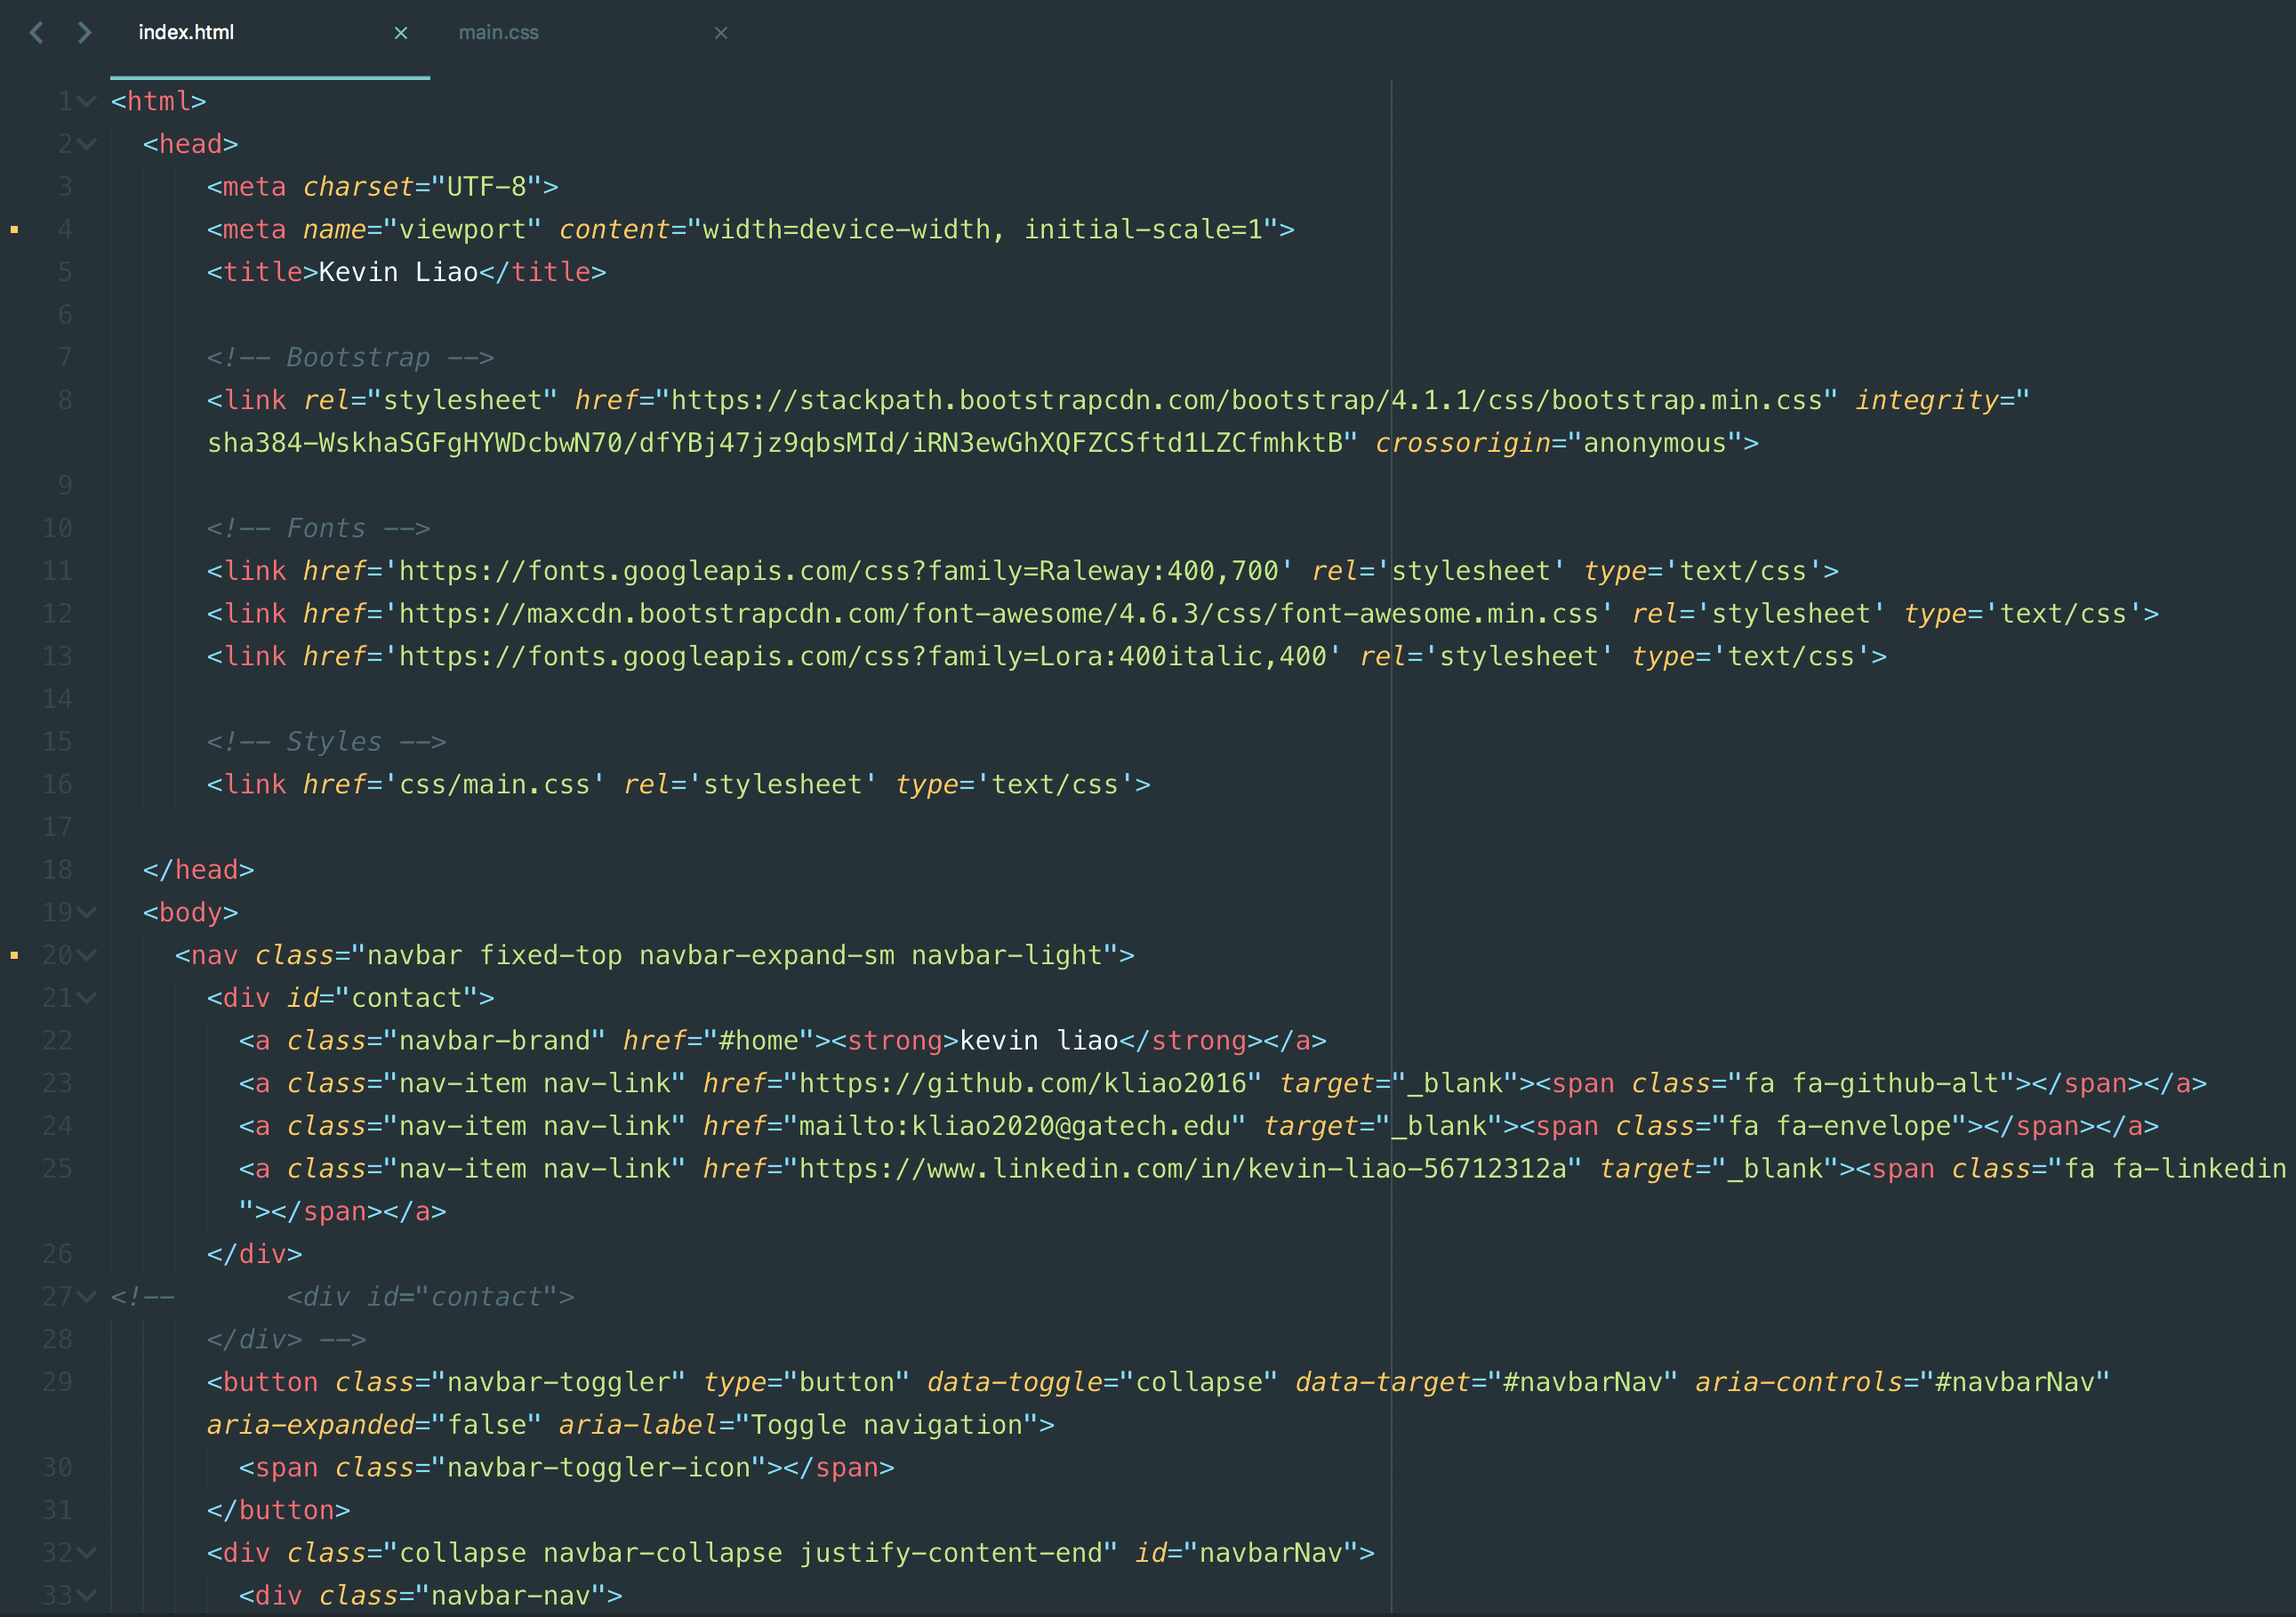 index.html × main.css ×
1 <html>
2 <head>
3 <meta charset="UTF-8">
4 <meta name="viewport" content="width=device-width, initial-scale=1">
5 <title>Kevin Liao</title>
6
7 <!-- Bootstrap -->
8 <link rel="stylesheet" href="https://stackpath.bootstrapcdn.com/bootstrap/4.1.1/css/bootstrap.min.css" integrity="
sha384-WskhaSGFgHYWDcbwN70/dfYBj47jz9qbsMId/iRN3ewGhXQFZCSftd1LZCfmhktB" crossorigin="anonymous">
9
10 <!-- Fonts -->
11 <link href='https://fonts.googleapis.com/css?family=Raleway:400,700' rel='stylesheet' type='text/css'>
12 <link href='https://maxcdn.bootstrapcdn.com/font-awesome/4.6.3/css/font-awesome.min.css' rel='stylesheet' type='text/css'>
13 <link href='https://fonts.googleapis.com/css?family=Lora:400italic,400' rel='stylesheet' type='text/css'>
14
15 <!-- Styles -->
16 <link href='css/main.css' rel='stylesheet' type='text/css'>
17
18 </head>
19 <body>
20 <nav class="navbar fixed-top navbar-expand-sm navbar-light">
21 <div id="contact">
22 <a class="navbar-brand" href="#home"><strong>kevin liao</strong></a>
23 <a class="nav-item nav-link" href="https://github.com/kliao2016" target="_blank"><span class="fa fa-github-alt"></span></a>
24 <a class="nav-item nav-link" href="mailto:kliao2020@gatech.edu" target="_blank"><span class="fa fa-envelope"></span></a>
25 <a class="nav-item nav-link" href="https://www.linkedin.com/in/kevin-liao-56712312a" target="_blank"><span class="fa fa-linkedin
"></span></a>
26 </div>
27 <!-- <div id="contact">
28 </div> -->
29 <button class="navbar-toggler" type="button" data-toggle="collapse" data-target="#navbarNav" aria-controls="#navbarNav"
aria-expanded="false" aria-label="Toggle navigation">
30 <span class="navbar-toggler-icon"></span>
31 </button>
32 <div class="collapse navbar-collapse justify-content-end" id="navbarNav">
33 <div class="navbar-nav">